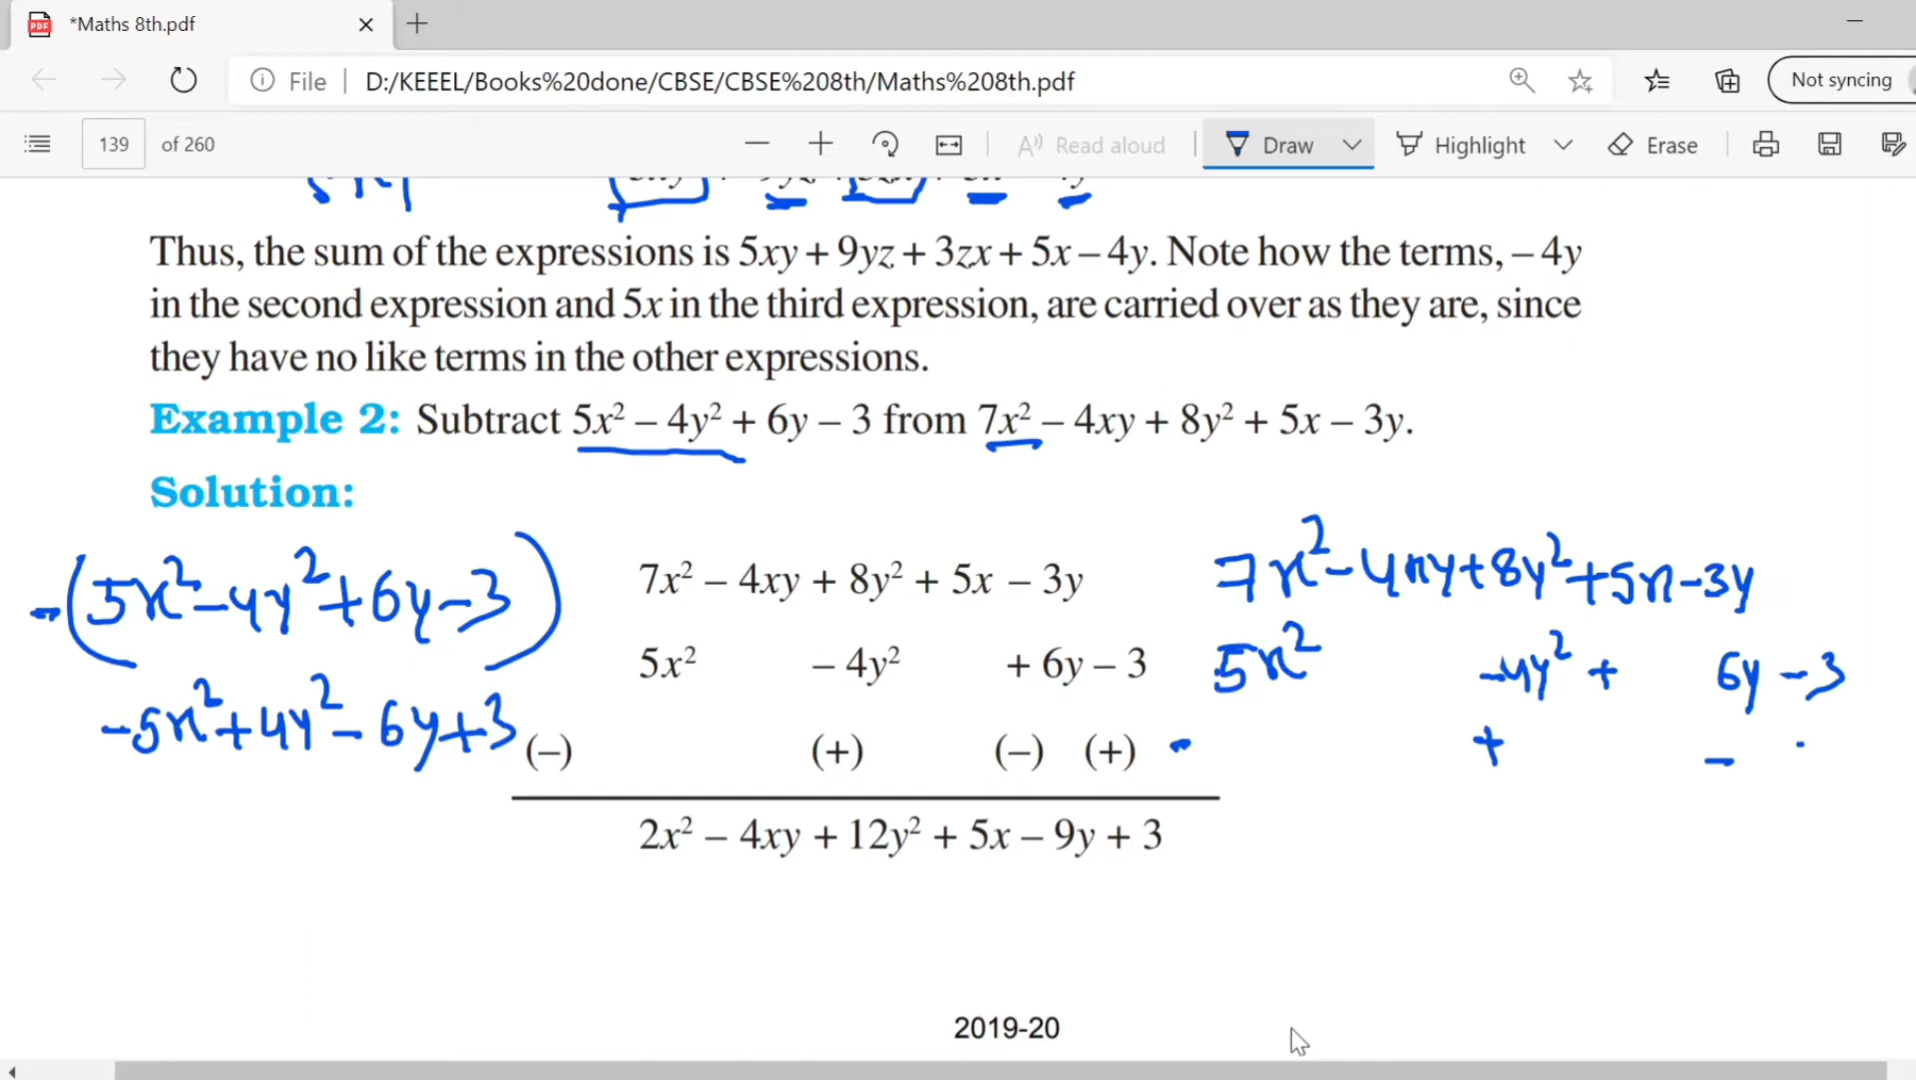 *Maths 8th.pdf
File | D:/KEEEL/Books%20done/CBSE/CBSE%208th/Maths%208th.pdf
Not syncing
139 of 260
Read aloud
Draw
Highlight
Erase
Thus, the sum of the expressions is 5xy + 9yz + 3zx + 5x – 4y. Note how the terms, – 4y
in the second expression and 5x in the third expression, are carried over as they are, since
they have no like terms in the other expressions.
Example 2: Subtract 5x² – 4y² + 6y – 3 from 7x² – 4xy + 8y² + 5x – 3y.
Solution:
-(5x²-4y²+6y-3)
-5x²+4y²-6y+3
7x² – 4xy + 8y² + 5x – 3y
5x² – 4y² + 6y – 3
(–) (+) (–) (+)
2x² – 4xy + 12y² + 5x – 9y + 3
7x²-4xy+8y²+5x-3y
5x² -4y²+ 6y-3
- + -
2019-20